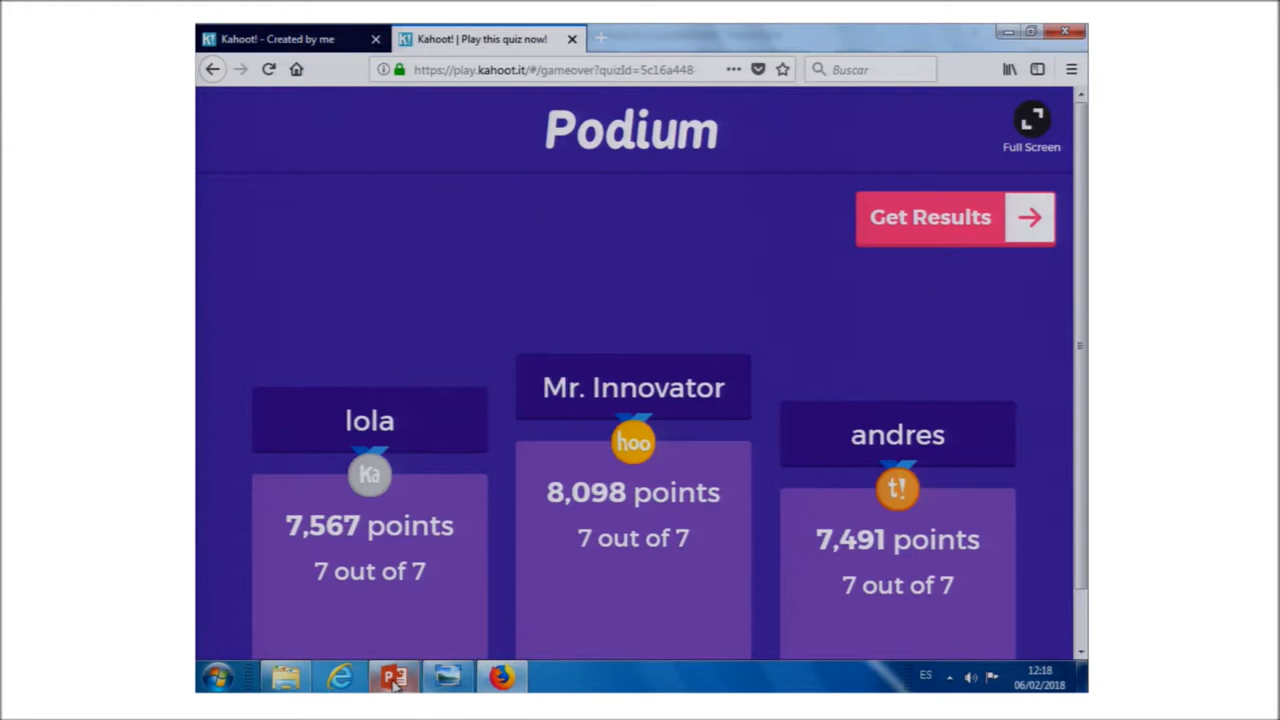 Kahoot! - Created by me
Kahoot! | Play this quiz now!
https://play.kahoot.it/#/gameover?quizId=5c16a448-
Buscar
Podium
Full Screen
Get Results
Mr. Innovator
lola
andres
hoo
Ka
t!
8,098 points
7 out of 7
7,567 points
7 out of 7
7,491 points
7 out of 7
ES
12:18
06/02/2018